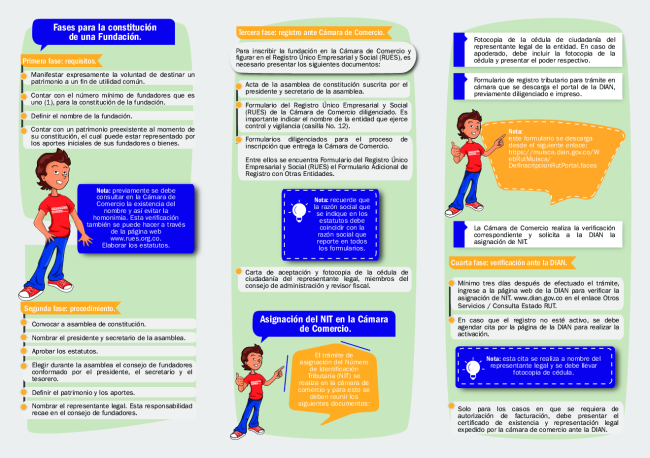 Fases para la constitución
de una Fundación.
Primera fase: requisitos.
Manifestar expresamente la voluntad de destinar un
patrimonio a un fin de utilidad común.
Contar con el número mínimo de fundadores que es
uno (1), para la constitución de la fundación.
Definir el nombre de la fundación.
Contar con un patrimonio preexistente al momento de
su constitución, el cual puede estar representado por
los aportes iniciales de sus fundadores o bienes.
Nota: previamente se debe
consultar en la Cámara de
Comercio la existencia del
nombre y así evitar la
homonimia. Esta verificación
también se puede hacer a través
de la página web
www.rues.org.co.
Elaborar los estatutos.
Segunda fase: procedimiento.
Convocar a asamblea de constitución.
Nombrar el presidente y secretario de la asamblea.
Aprobar los estatutos.
Elegir durante la asamblea el consejo de fundadores
conformado por el presidente, el secretario y el
tesorero.
Definir el patrimonio y los aportes.
Nombrar el representante legal. Esta responsabilidad
recae en el consejo de fundadores.
Tercera fase: registro ante Cámara de Comercio.
Para inscribir la fundación en la Cámara de Comercio y
figurar en el Registro Único Empresarial y Social (RUES), es
necesario presentar los siguientes documentos:
Acta de la asamblea de constitución suscrita por el
presidente y secretario de la asamblea.
Formulario del Registro Único Empresarial y Social
(RUES) de la Cámara de Comercio diligenciado. Es
importante indicar el nombre de la entidad que ejerce
control y vigilancia (casilla No. 12).
Formularios diligenciados para el proceso de
inscripción que entrega la Cámara de Comercio.
Entre ellos se encuentra Formulario del Registro Único
Empresarial y Social (RUES) el Formulario Adicional de
Registro con Otras Entidades.
Nota: recuerde que
la razón social que
se indique en los
estatutos debe
coincidir con la
razón social que
reporte en todos
los formularios.
Carta de aceptación y fotocopia de la cédula de
ciudadanía del representante legal, miembros del
consejo de administración y revisor fiscal.
Asignación del NIT en la Cámara
de Comercio.
El trámite de
asignación del Número
de Identificación
Tributaria (NIT) se
realiza en la cámara de
comercio y para esto se
deben reunir los
siguientes documentos:
Fotocopia de la cédula de ciudadanía del
representante legal de la entidad. En caso de
apoderado, debe incluir la fotocopia de la
cédula y presentar el poder respectivo.
Formulario de registro tributario para trámite en
cámara que se descarga el portal de la DIAN,
previamente diligenciado e impreso.
Nota:
este formulario se descarga
desde el siguiente enlace:
https://muisca.dian.gov.co/W
ebRutMuisca/
DefInscripcionRutPortal.faces
La Cámara de Comercio realiza la verificación
correspondiente y solicita a la DIAN la
asignación de NIT.
Cuarta fase: verificación ante la DIAN.
Mínimo tres días después de efectuado el trámite,
ingrese a la página web de la DIAN para verificar la
asignación de NIT. www.dian.gov.co en el enlace Otros
Servicios / Consulta Estado RUT.
En caso que el registro no esté activo, se debe
agendar cita por la página de la DIAN para realizar la
activación.
Nota: esta cita se realiza a nombre del
representante legal y se debe llevar
fotocopia de cédula.
Solo para los casos en que se requiera de
autorización de facturación, debe presentar el
certificado de existencia y representación legal
expedido por la cámara de comercio ante la DIAN.